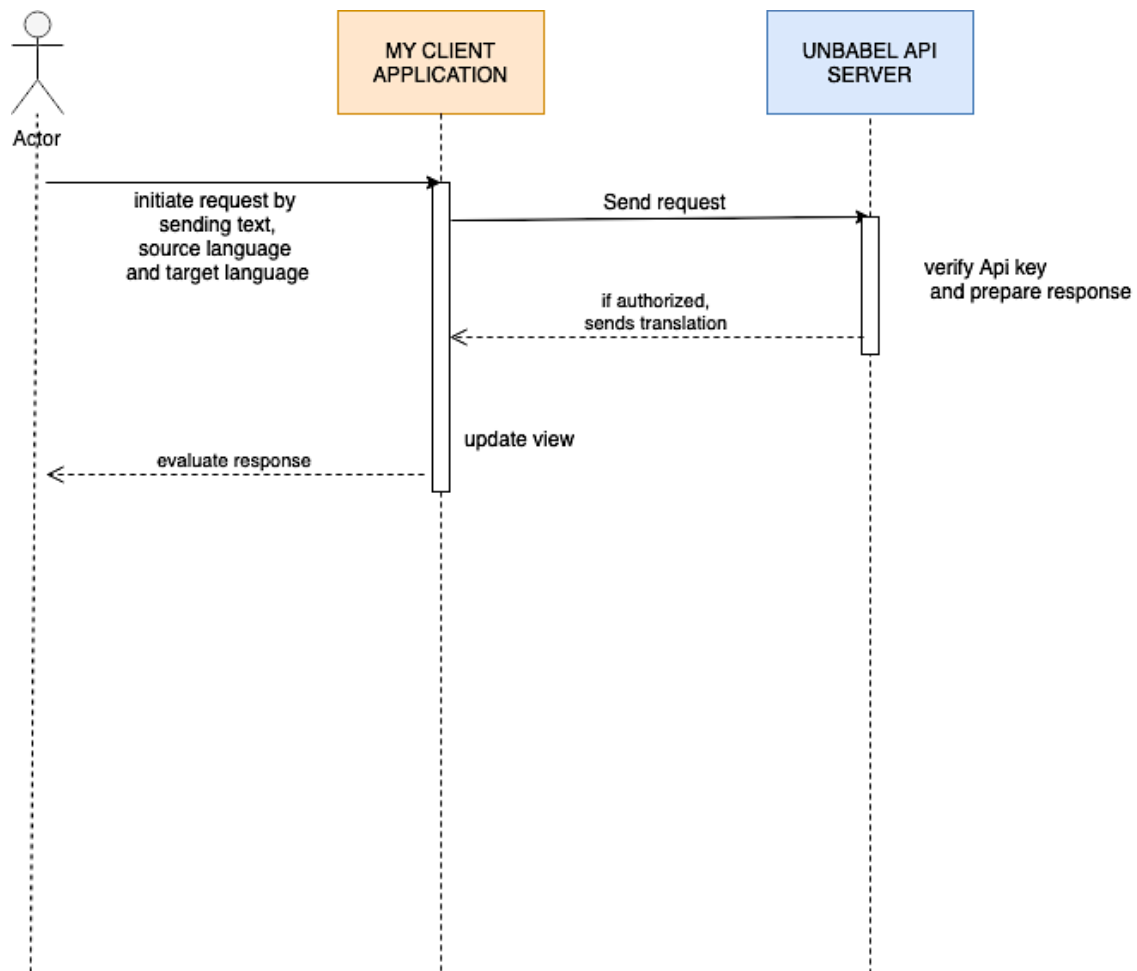 MY CLIENT
APPLICATION
UNBABEL API
SERVER
Actor
initiate request by
sending text,
source language
and target language
Send request
verify Api key
and prepare response
if authorized,
sends translation
update view
evaluate response